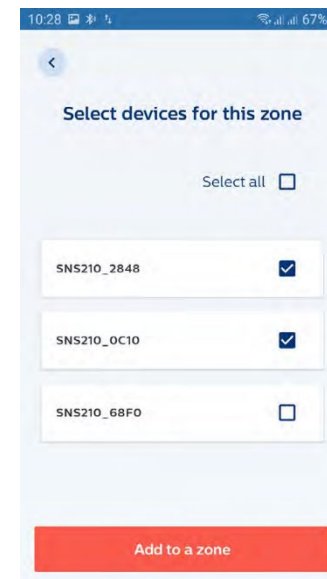 10:28 67%
Select devices for this zone
Select all
SNS210_2848
SNS210_0C10
SNS210_68F0
Add to a zone